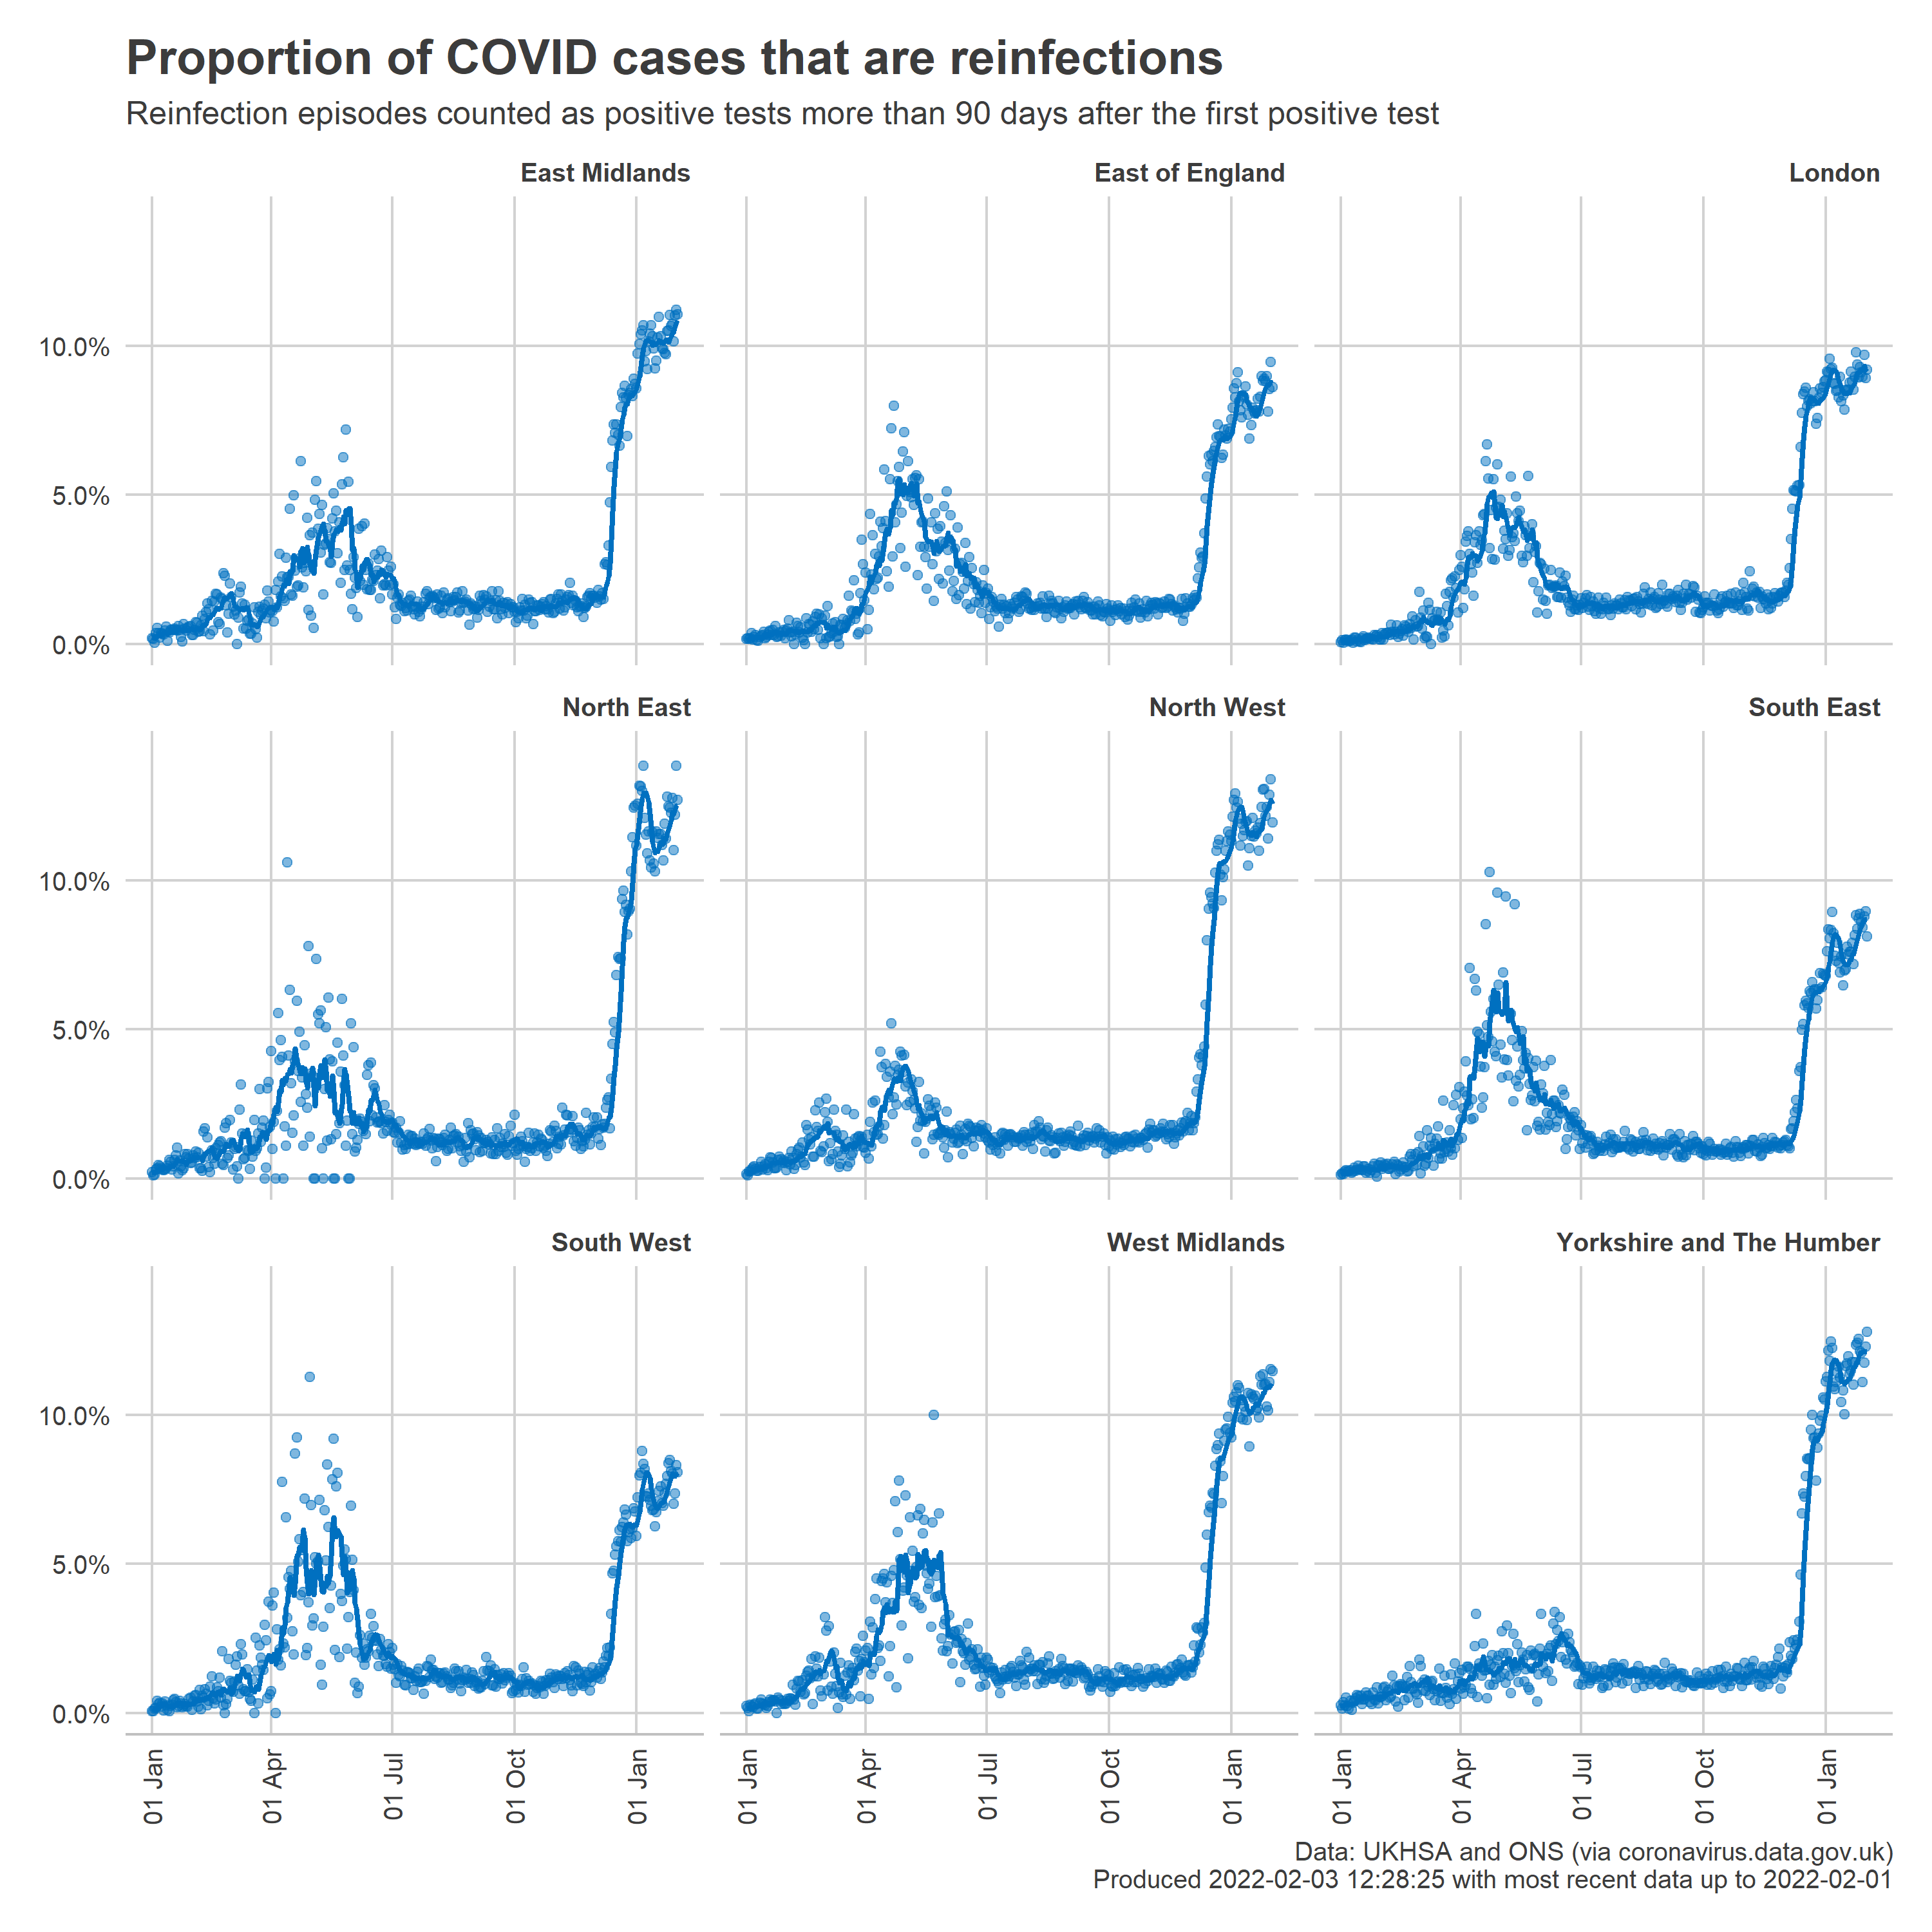 Proportion of COVID cases that are reinfections
Reinfection episodes counted as positive tests more than 90 days after the first positive test
East Midlands
East of England
London
10.0%
5.0%
0.0%
North East
North West
South East
10.0%
5.0%
0.0%
South West
West Midlands
Yorkshire and The Humber
10.0%
5.0%
0.0%
01 Jan
01 Apr
01 Jul
01 Oct
01 Jan
01 Jan
01 Apr
01 Jul
01 Oct
01 Jan
01 Jan
01 Apr
01 Jul
01 Oct
01 Jan
Data: UKHSA and ONS (via coronavirus.data.gov.uk)
Produced 2022-02-03 12:28:25 with most recent data up to 2022-02-01